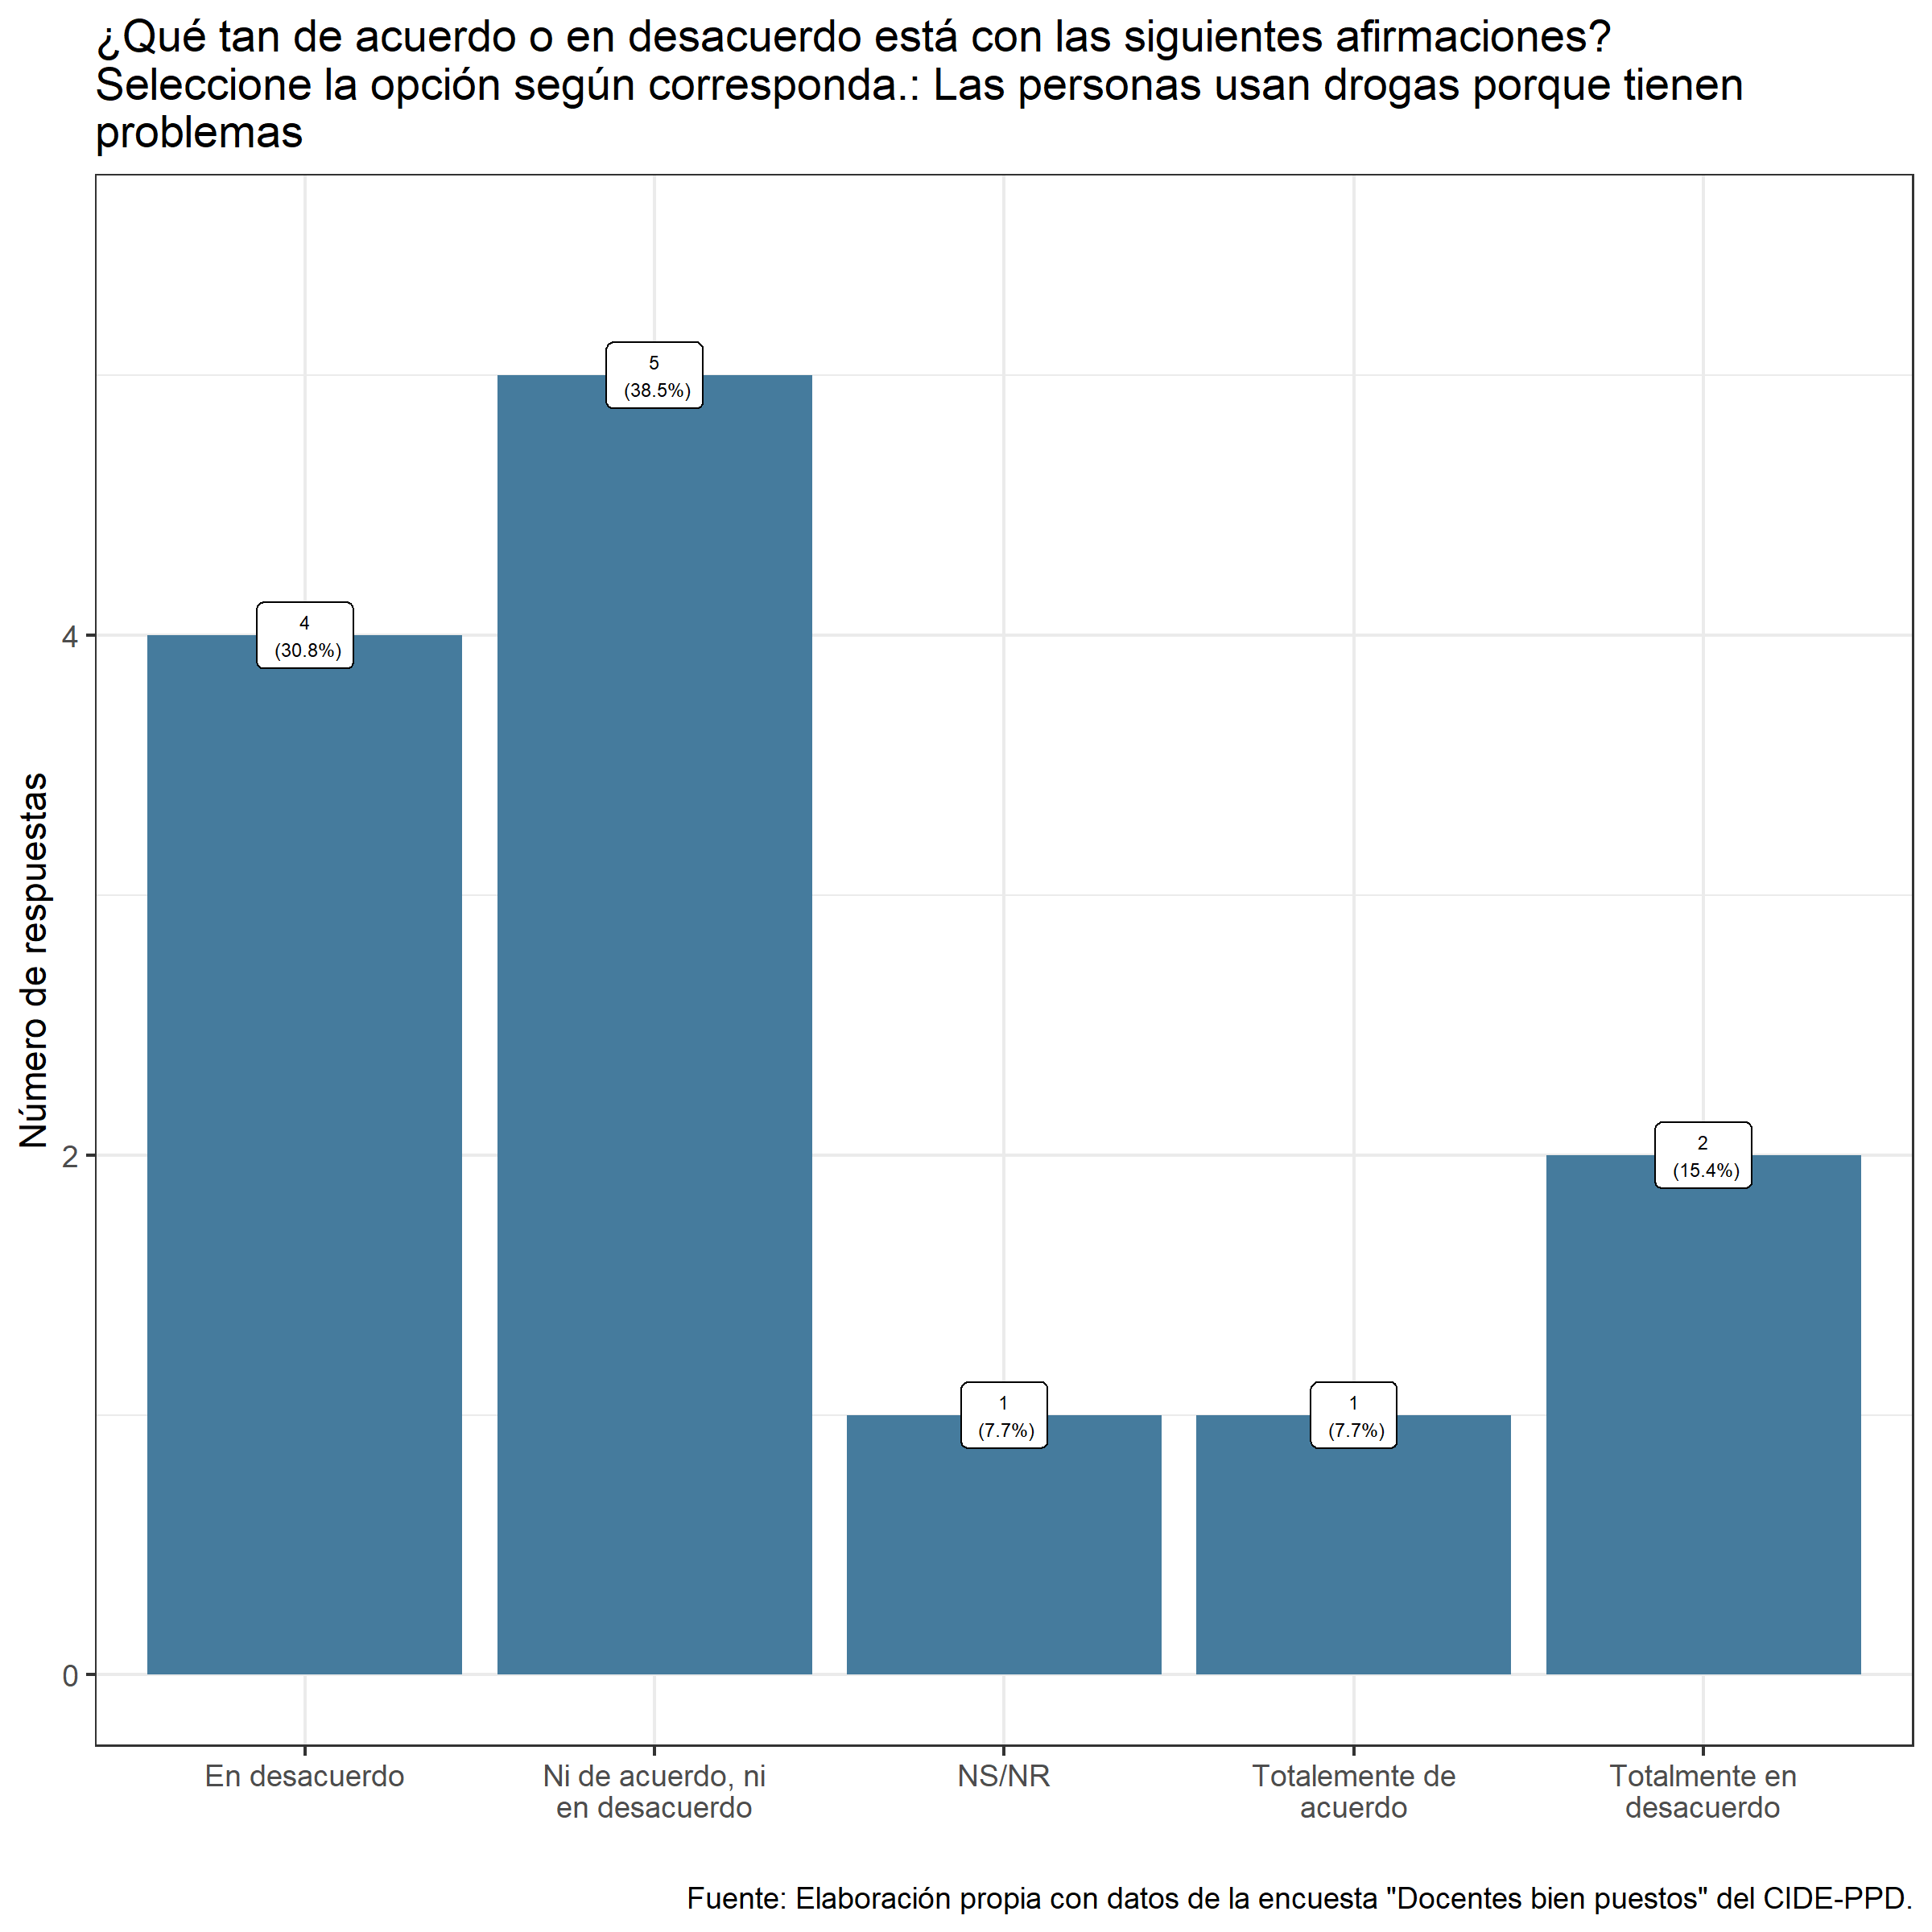 ¿Qué tan de acuerdo o en desacuerdo está con las siguientes afirmaciones?
Seleccione la opción según corresponda.: Las personas usan drogas porque tienen
problemas
Número de respuestas
4
2
0
4
(30.8%)
5
(38.5%)
1
(7.7%)
1
(7.7%)
2
(15.4%)
En desacuerdo
Ni de acuerdo, ni
en desacuerdo
NS/NR
Totalemente de
acuerdo
Totalmente en
desacuerdo
Fuente: Elaboración propia con datos de la encuesta "Docentes bien puestos" del CIDE-PPD.